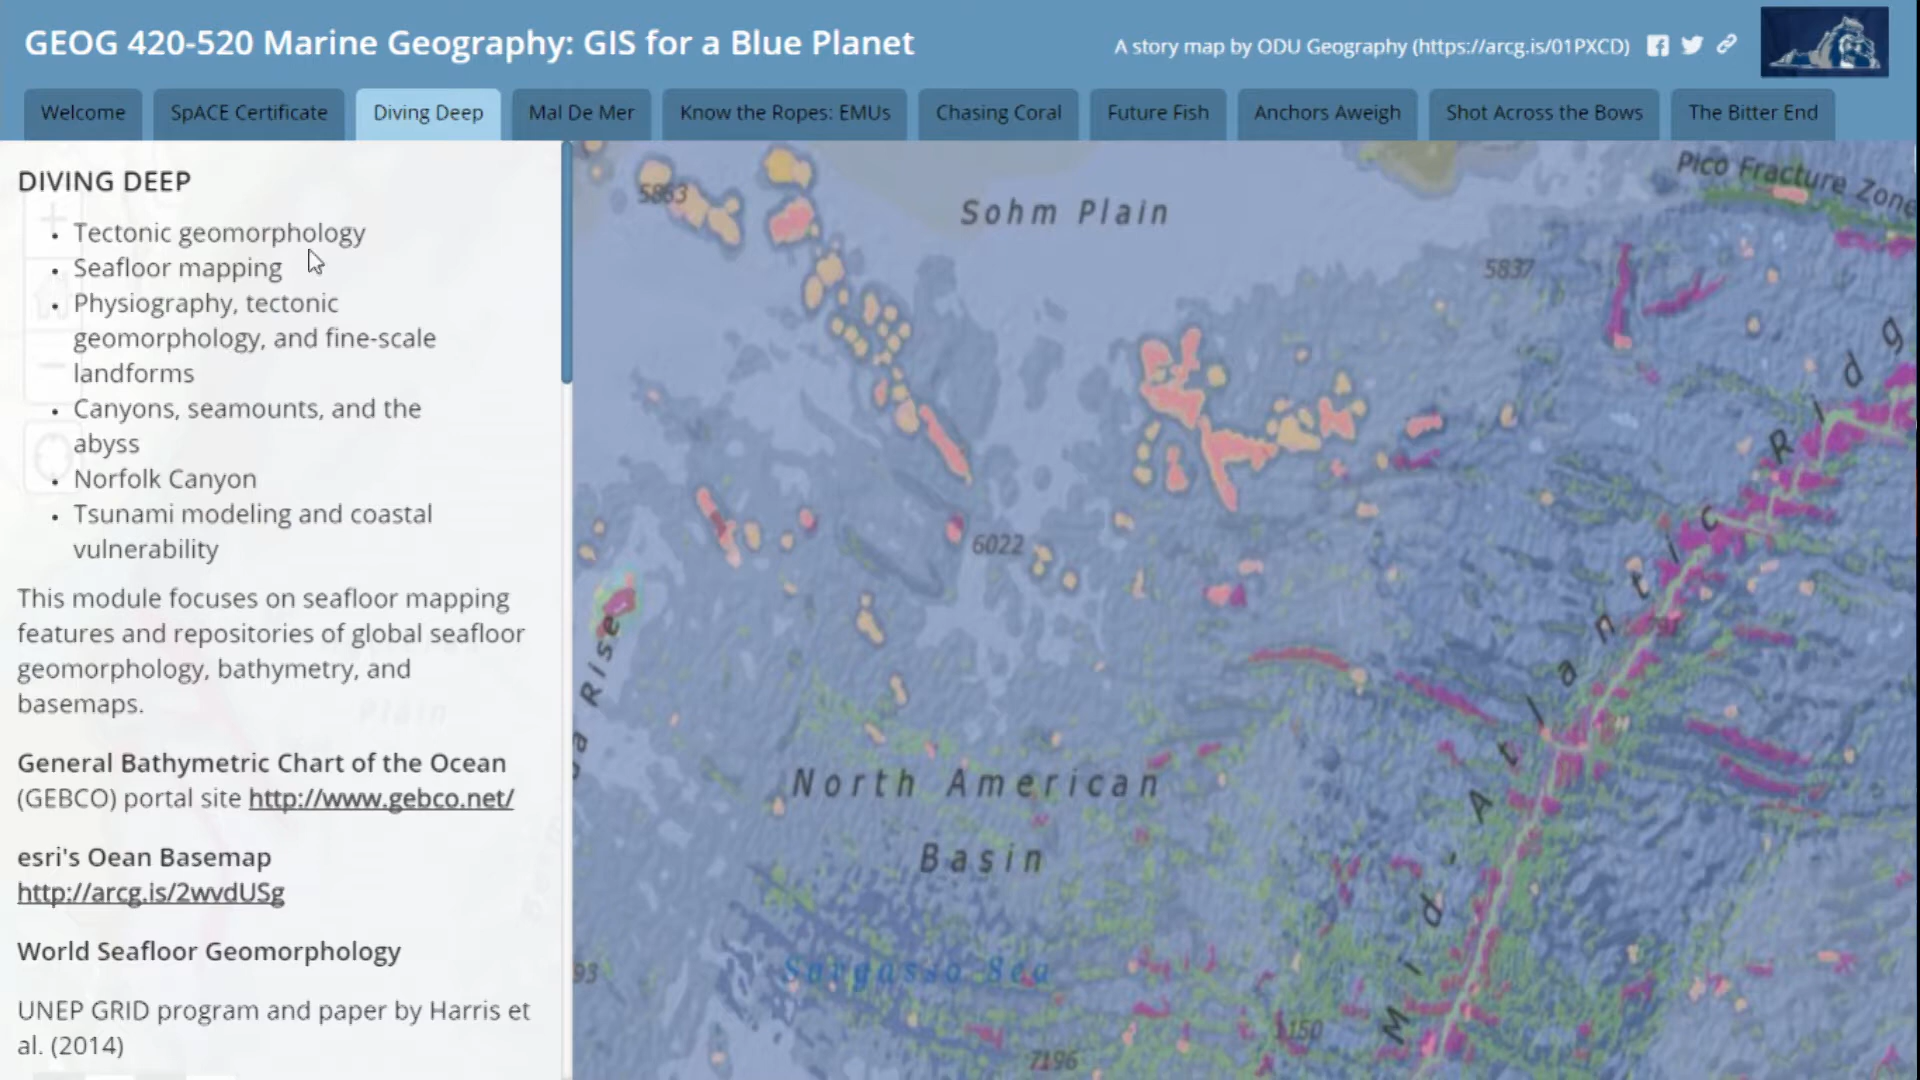 GEOG 420-520 Marine Geography: GIS for a Blue Planet
A story map by ODU Geography (https://arcg.is/01PXCD)
Welcome
SpACE Certificate
Diving Deep
Mal De Mer
Know the Ropes: EMUs
Chasing Coral
Future Fish
Anchors Aweigh
Shot Across the Bows
The Bitter End
DIVING DEEP
• Tectonic geomorphology
• Seafloor mapping
• Physiography, tectonic
geomorphology, and fine-scale
landforms
• Canyons, seamounts, and the
abyss
• Norfolk Canyon
• Tsunami modeling and coastal
vulnerability
This module focuses on seafloor mapping
features and repositories of global seafloor
geomorphology, bathymetry, and
basemaps.
General Bathymetric Chart of the Ocean
(GEBCO) portal site http://www.gebco.net/
esri's Oean Basemap
http://arcg.is/2wvdUSg
World Seafloor Geomorphology
UNEP GRID program and paper by Harris et
al. (2014)
Plain
5863
Sohm Plain
Pico Fracture Zone
5837
6022
Rise
North American
Basin
Mid-Atlantic Ridg
Sargasso Sea
93
1150
7196